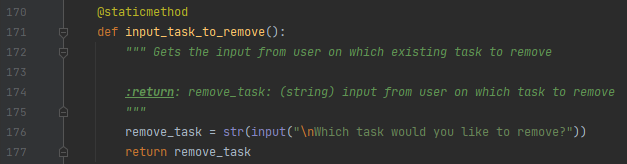 170 @staticmethod
171 def input_task_to_remove():
172 """ Gets the input from user on which existing task to remove
173
174 :return: remove_task: (string) input from user on which task to remove
175 """
176 remove_task = str(input("\nWhich task would you like to remove?"))
177 return remove_task